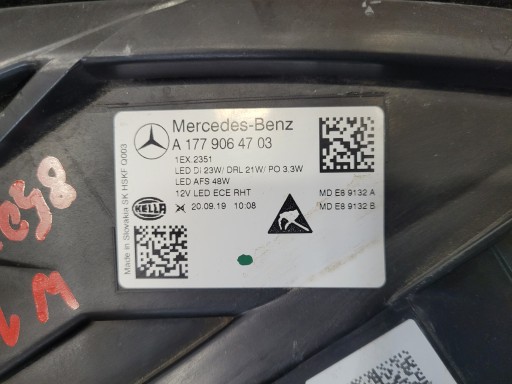 Mercedes-Benz
A 177 906 47 03
1EX 2351
LED DI 23W/ DRL 21W/ PO 3.3W
LED AFS 48W
12V LED ECE RHT
MD E8 9132 A
HELLA
20.09.19 10:08
MD E8 9132 B
Made in Slovakia SK HSKF O003